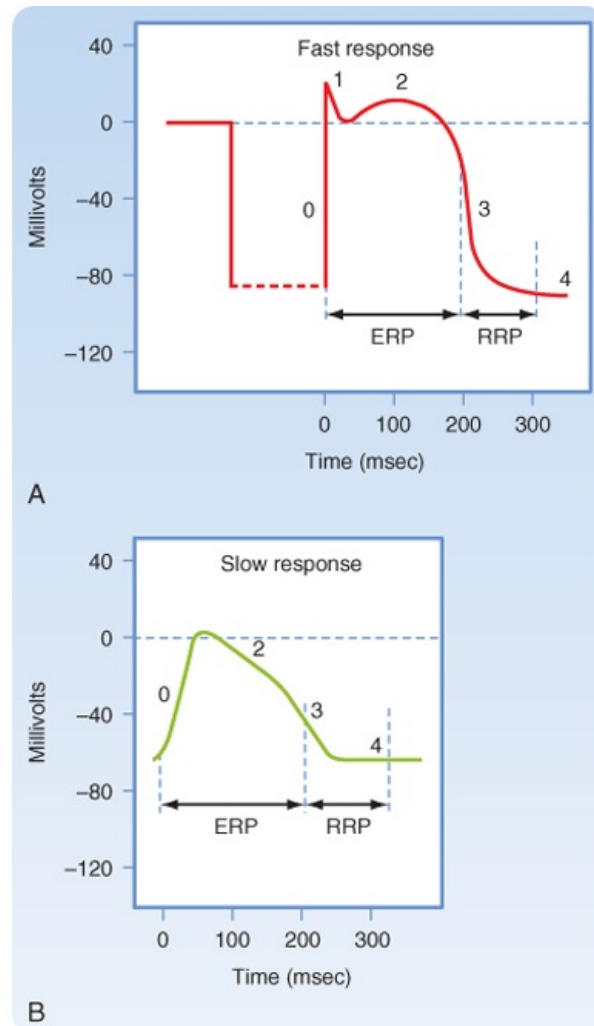 Fast response
40
0
−40
−80
−120
Millivolts
1
2
0
3
4
ERP
RRP
0
100
200
300
Time (msec)
A
Slow response
40
0
−40
−80
−120
Millivolts
0
2
3
4
ERP
RRP
0
100
200
300
Time (msec)
B